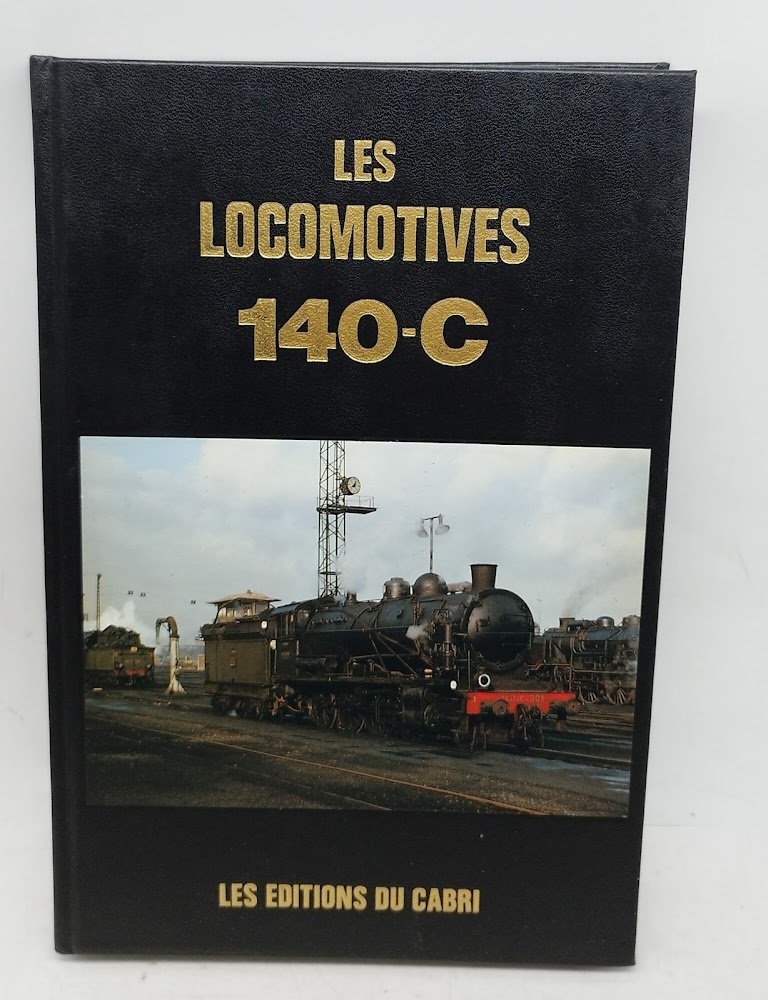 LES
LOCOMOTIVES
140-C
LES EDITIONS DU CABRI